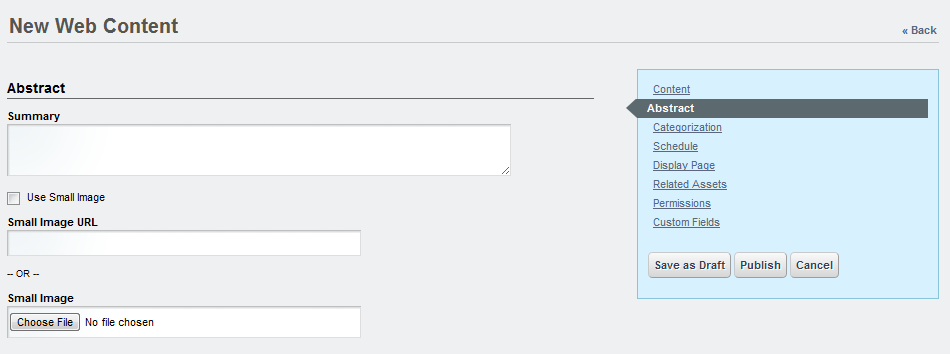 New Web Content
« Back
Abstract
Summary
Use Small Image
Small Image URL
-- OR --
Small Image
Choose File No file chosen
Content
Abstract
Categorization
Schedule
Display Page
Related Assets
Permissions
Custom Fields
Save as Draft Publish Cancel